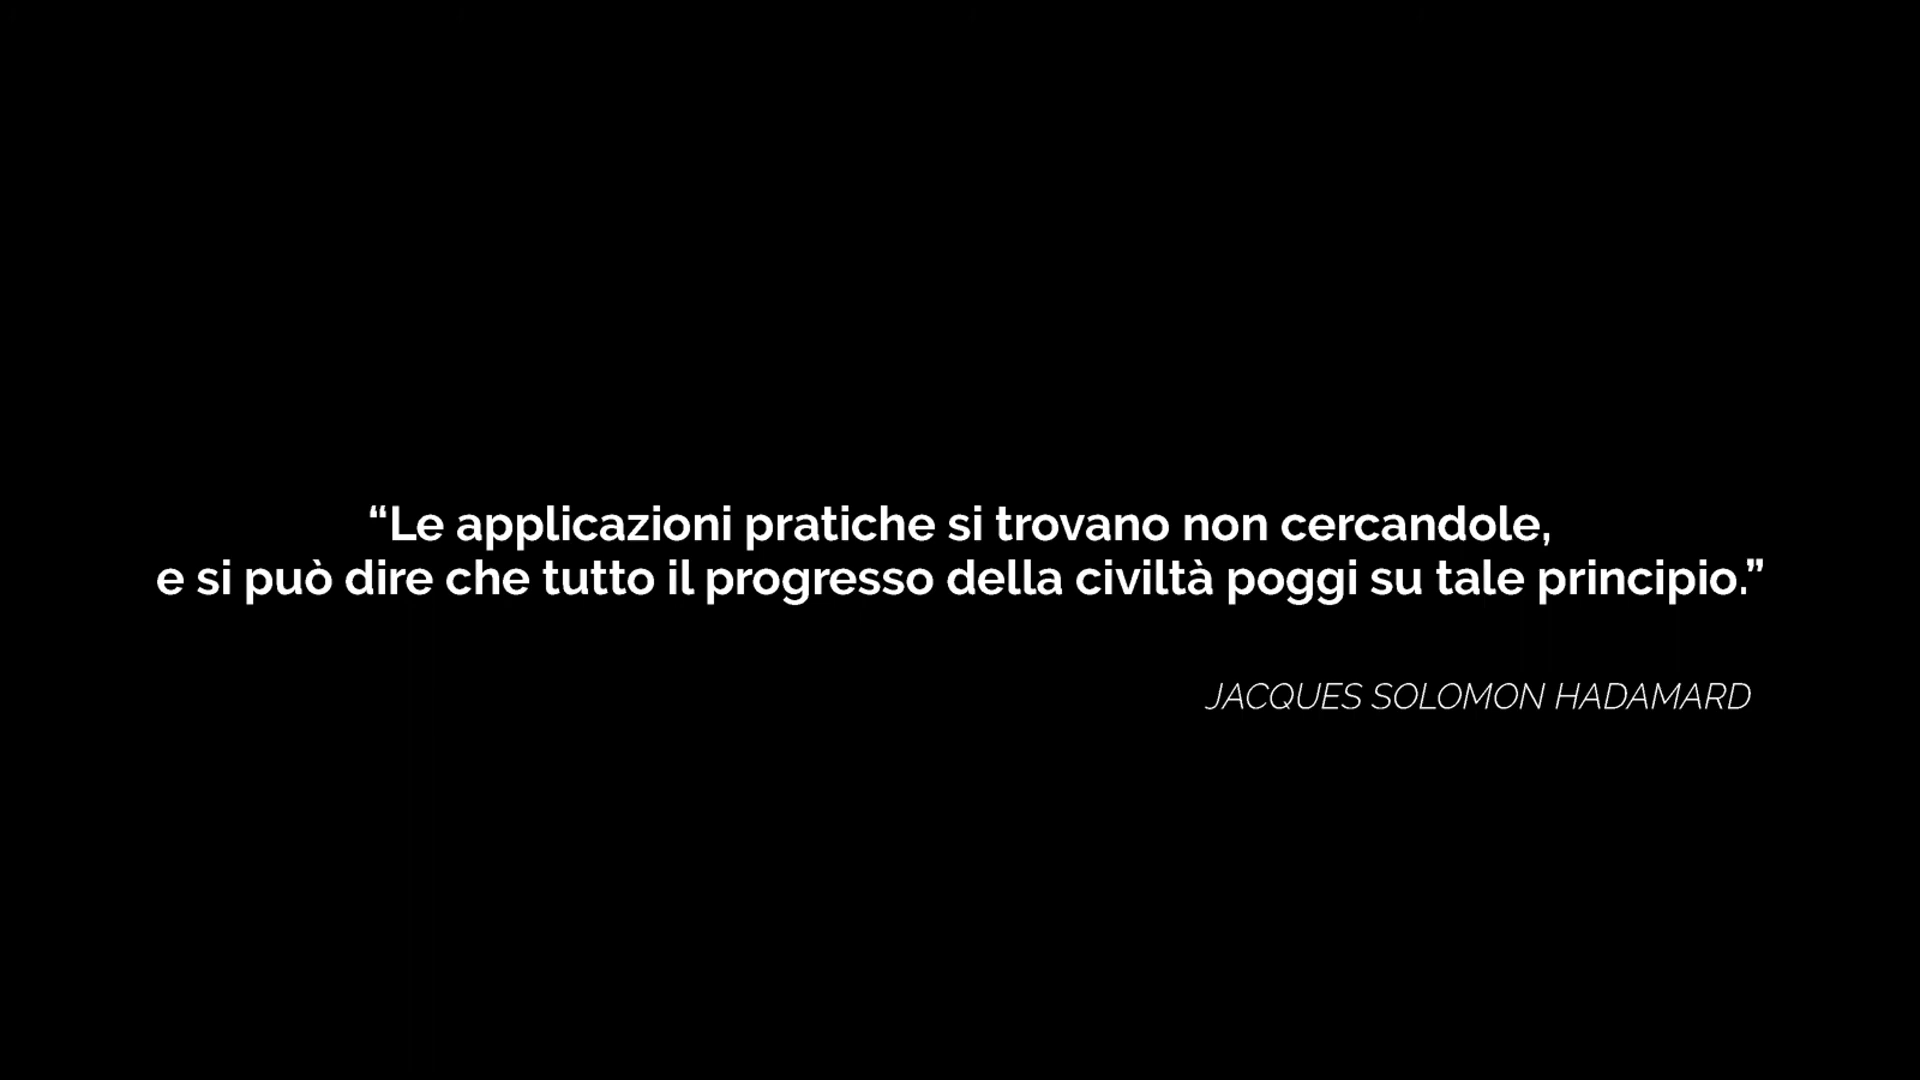 “Le applicazioni pratiche si trovano non cercandole,
e si può dire che tutto il progresso della civiltà poggi su tale principio.”
JACQUES SOLOMON HADAMARD